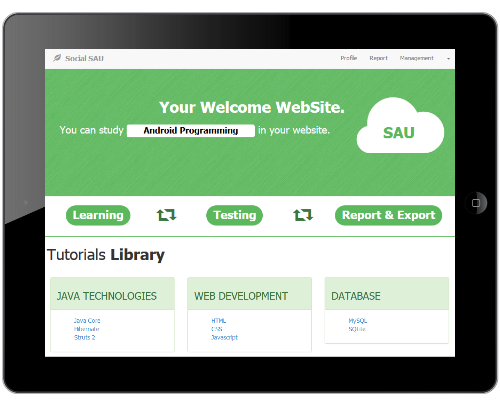 Social SAU
Profile Report Management
Your Welcome WebSite.
You can study Android Programming in your website.
SAU
Learning Testing Report & Export
Tutorials Library
JAVA TECHNOLOGIES
Java Core
Hibernate
Struts 2
WEB DEVELOPMENT
HTML
CSS
Javascript
DATABASE
MySQL
SQLite